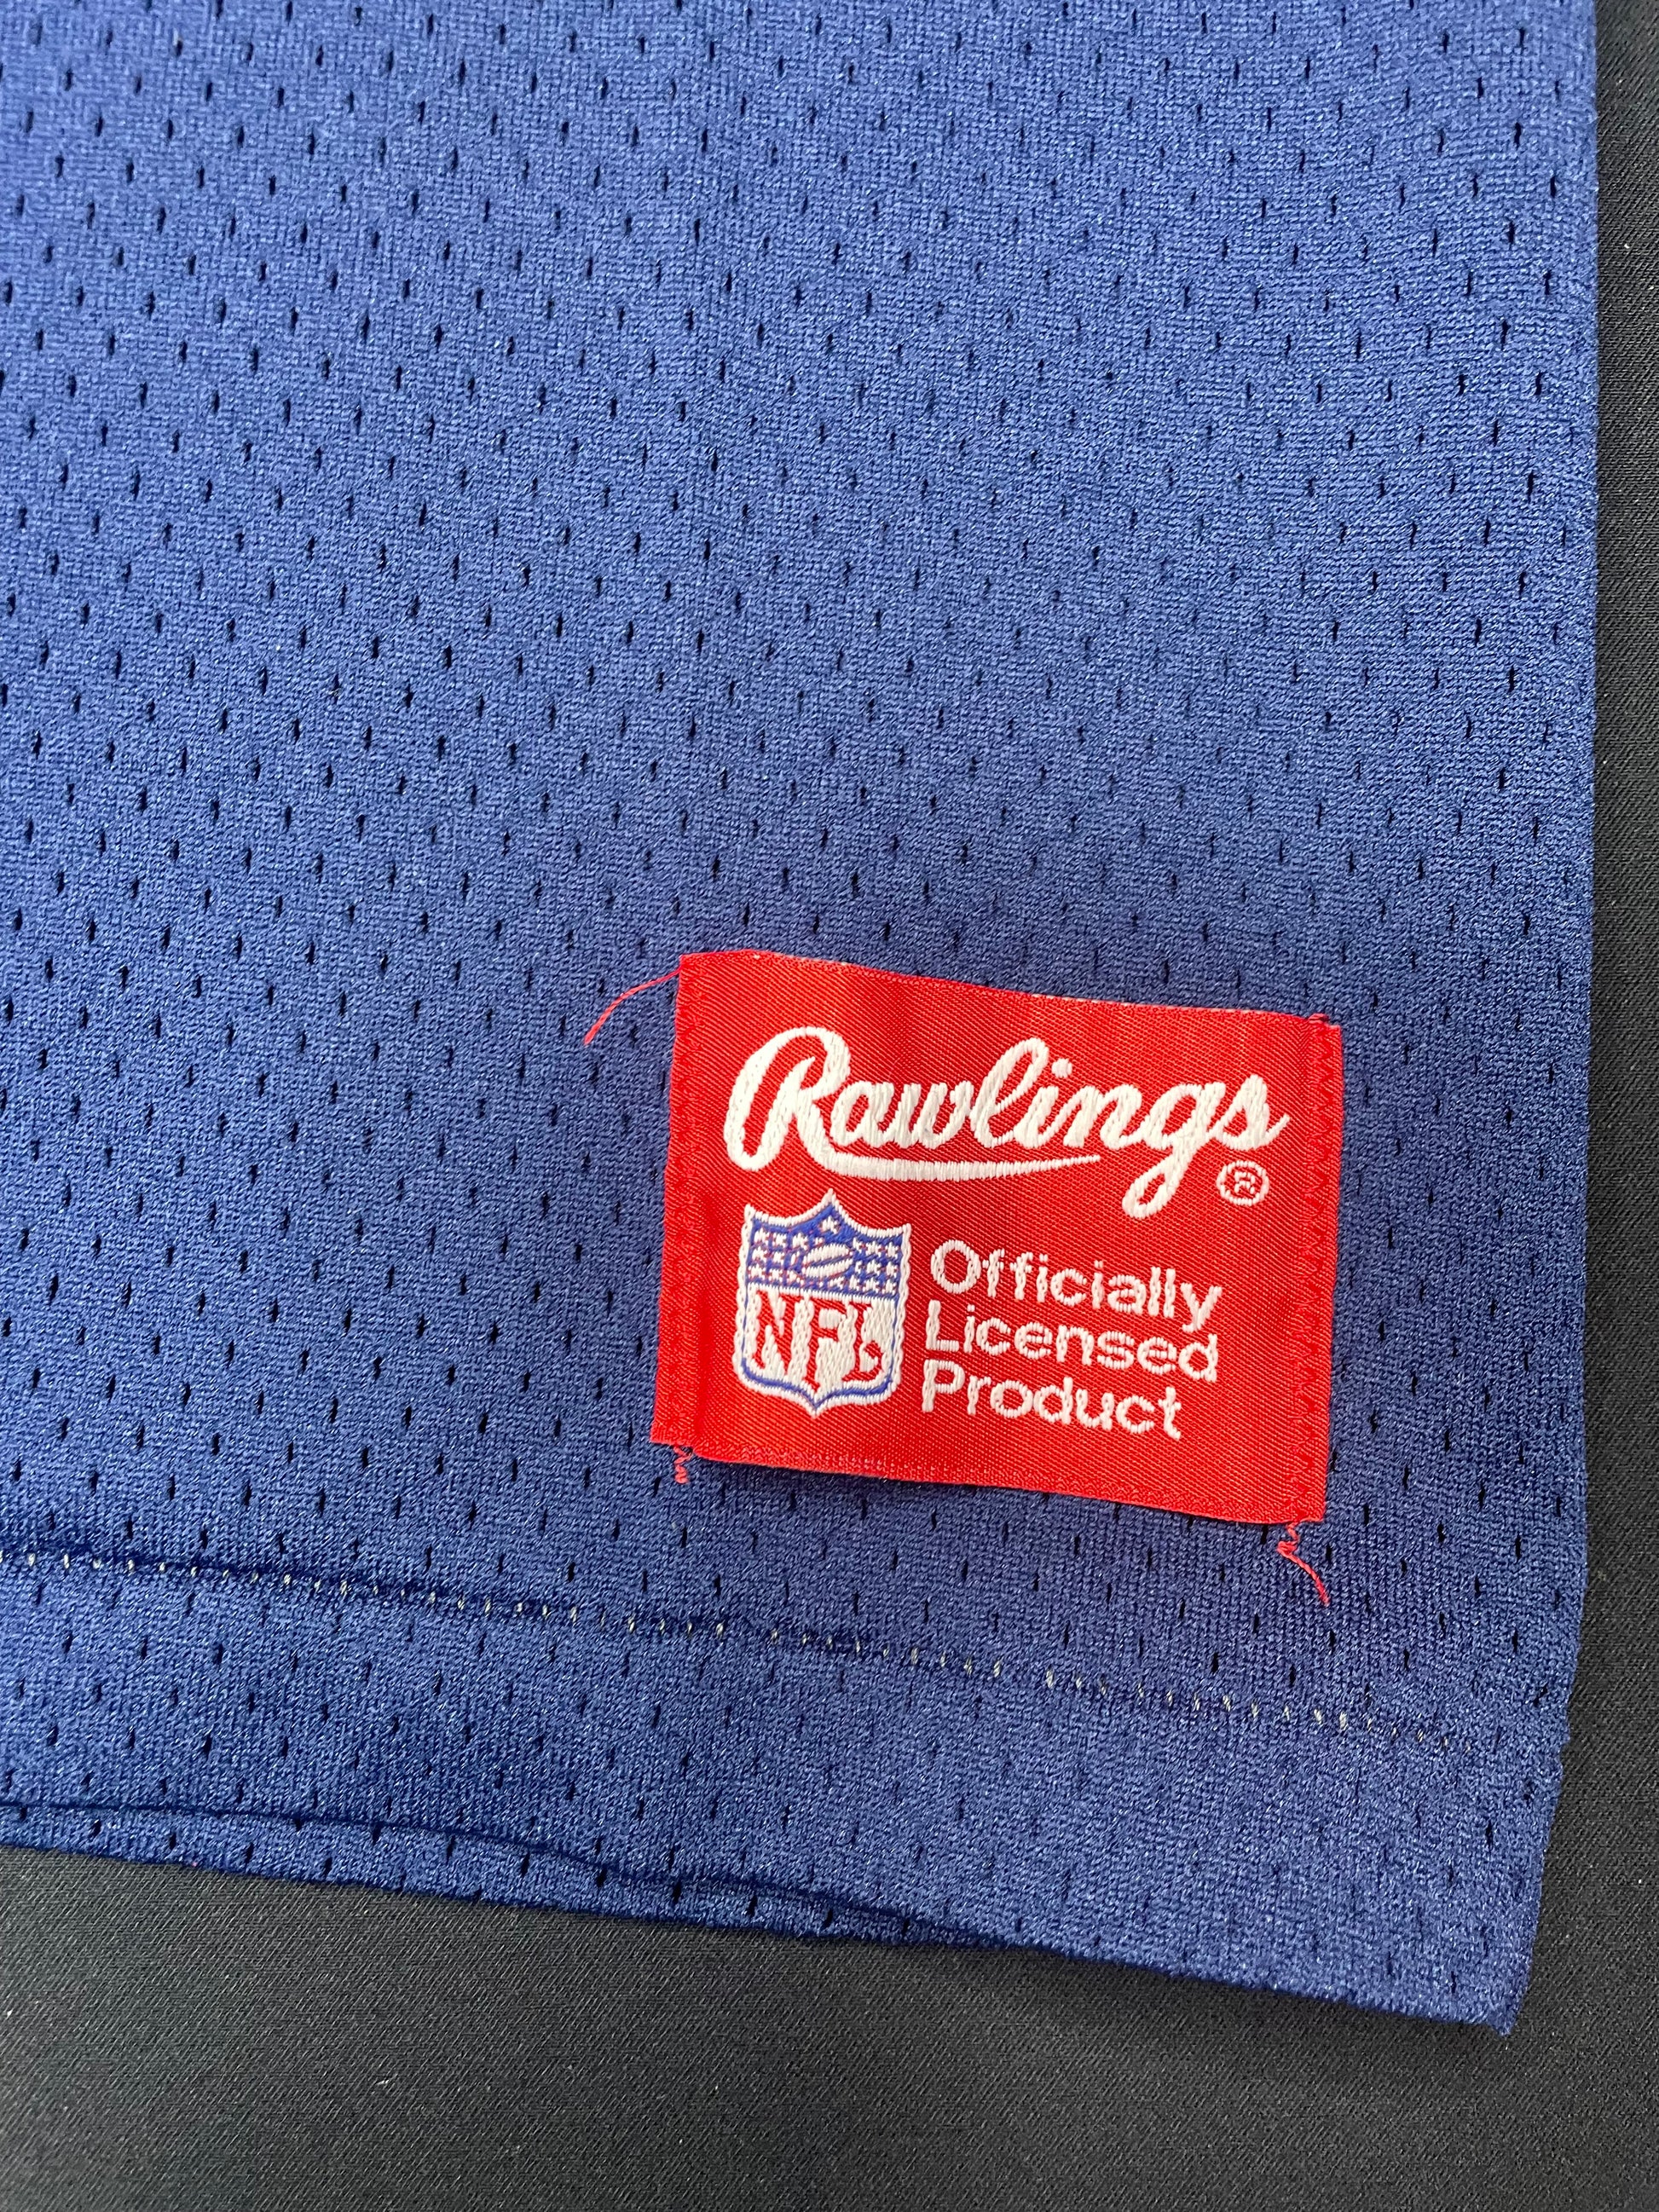 Rawlings®
NFL
Officially
Licensed
Product